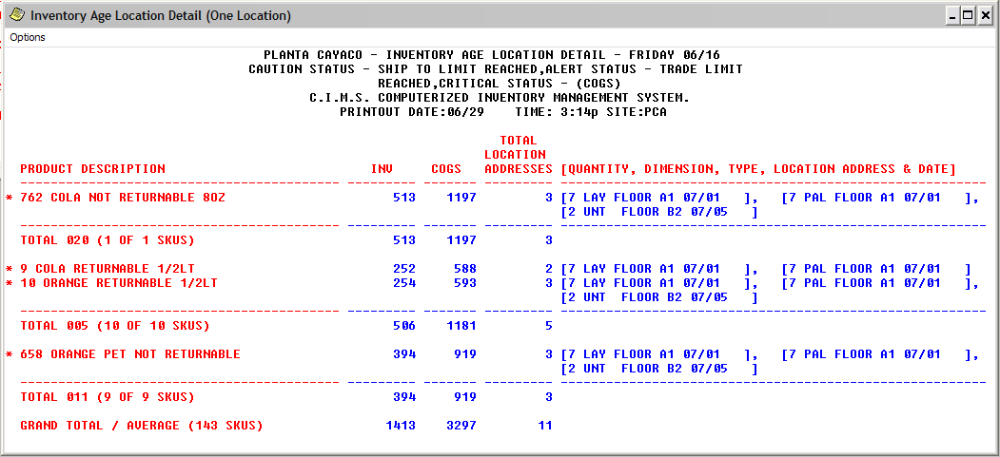 Inventory Age Location Detail (One Location)
Options
PLANTA CAYACO - INVENTORY AGE LOCATION DETAIL - FRIDAY 06/16
CAUTION STATUS - SHIP TO LIMIT REACHED,ALERT STATUS - TRADE LIMIT
REACHED,CRITICAL STATUS - (COGS)
C.I.M.S. COMPUTERIZED INVENTORY MANAGEMENT SYSTEM.
PRINTOUT DATE:06/29 TIME: 3:14p SITE:PCA
TOTAL
LOCATION
PRODUCT DESCRIPTION INV COGS ADDRESSES [QUANTITY, DIMENSION, TYPE, LOCATION ADDRESS & DATE]
* 762 COLA NOT RETURNABLE 8OZ 513 1197 3 [7 LAY FLOOR A1 07/01 ], [7 PAL FLOOR A1 07/01 ],
[2 UNT FLOOR B2 07/05 ]
TOTAL 020 (1 OF 1 SKUS) 513 1197 3
* 9 COLA RETURNABLE 1/2LT 252 588 2 [7 LAY FLOOR A1 07/01 ], [7 PAL FLOOR A1 07/01 ]
* 10 ORANGE RETURNABLE 1/2LT 254 593 3 [7 LAY FLOOR A1 07/01 ], [7 PAL FLOOR A1 07/01 ],
[2 UNT FLOOR B2 07/05 ]
TOTAL 005 (10 OF 10 SKUS) 506 1181 5
* 658 ORANGE PET NOT RETURNABLE 394 919 3 [7 LAY FLOOR A1 07/01 ], [7 PAL FLOOR A1 07/01 ],
[2 UNT FLOOR B2 07/05 ]
TOTAL 011 (9 OF 9 SKUS) 394 919 3
GRAND TOTAL / AVERAGE (143 SKUS) 1413 3297 11